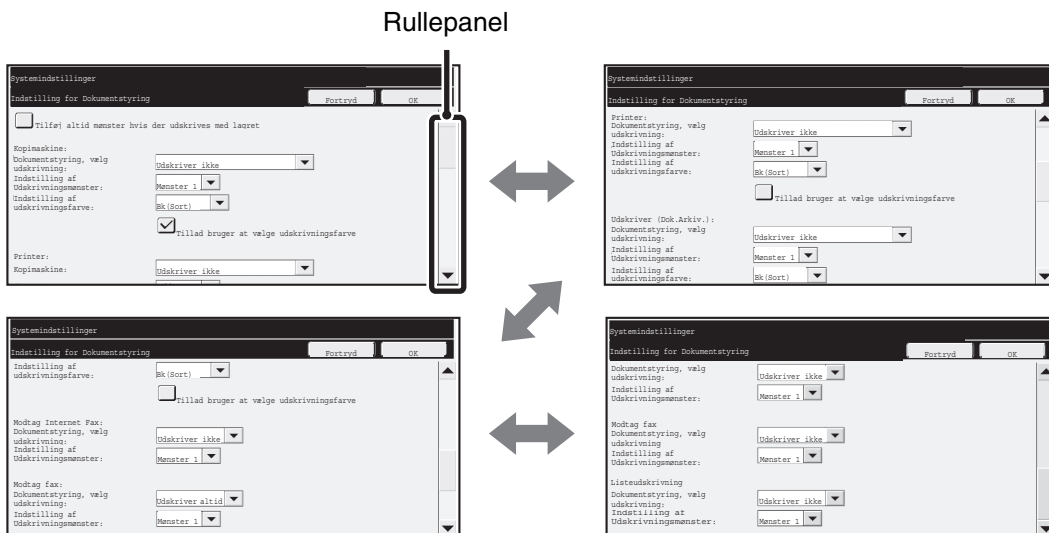 Rullepanel
Systemindstillinger
Indstilling for Dokumentstyring
Fortryd
OK
Tilføj altid mønster hvis der udskrives med lagret
Kopimaskine:
Dokumentstyring, vælg
udskrivning:
Udskriver ikke
Indstilling af
Udskrivningsmønster:
Mønster 1
Indstilling af
udskrivningsfarve:
Bk(Sort)
Tillad bruger at vælge udskrivningsfarve
Printer:
Kopimaskine:
Udskriver ikke
Systemindstillinger
Indstilling for Dokumentstyring
Fortryd
OK
Printer:
Dokumentstyring, vælg
udskrivning:
Udskriver ikke
Indstilling af
Udskrivningsmønster:
Mønster 1
Indstilling af
udskrivningsfarve:
Bk(Sort)
Tillad bruger at vælge udskrivningsfarve
Udskriver (Dok.Arkiv.):
Dokumentstyring, vælg
udskrivning:
Udskriver ikke
Indstilling af
Udskrivningsmønster:
Mønster 1
Indstilling af
udskrivningsfarve:
Bk(Sort)
Systemindstillinger
Indstilling for Dokumentstyring
Fortryd
OK
Indstilling af
udskrivningsfarve:
Bk(Sort)
Tillad bruger at vælge udskrivningsfarve
Modtag Internet Fax:
Dokumentstyring, vælg
udskrivning:
Udskriver ikke
Indstilling af
Udskrivningsmønster:
Mønster 1
Modtag fax:
Dokumentstyring, vælg
udskrivning:
Udskriver altid
Indstilling af
Udskrivningsmønster:
Mønster 1
Systemindstillinger
Indstilling for Dokumentstyring
Fortryd
OK
Dokumentstyring, vælg
udskrivning:
Udskriver ikke
Indstilling af
Udskrivningsmønster:
Mønster 1
Modtag fax
Dokumentstyring, vælg
udskrivning
Udskriver ikke
Indstilling af
Udskrivningsmønster:
Mønster 1
Listeudskrivning
Dokumentstyring, vælg
udskrivning:
Udskriver ikke
Indstilling af
Udskrivningsmønster:
Mønster 1